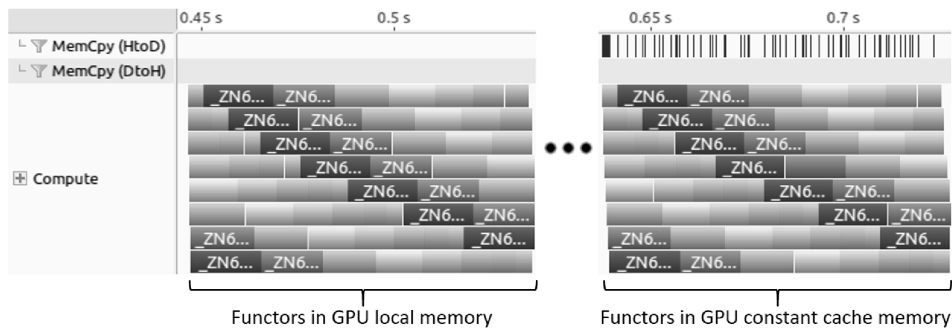 0.45 s 0.5 s 0.65 s 0.7 s
MemCpy (HtoD)
MemCpy (DtoH)
_ZN6... _ZN6... _ZN6... _ZN6...
_ZN6... _ZN6... _ZN6... _ZN6...
_ZN6... _ZN6... _ZN6... _ZN6...
Compute _ZN6... _ZN6... _ZN6...
_ZN6... _ZN6... _ZN6... _ZN6...
_ZN6... _ZN6... _ZN6... _ZN6...
_ZN6... _ZN6... _ZN6... _ZN6...
_ZN6... _ZN6... _ZN6... _ZN6...
Functors in GPU local memory Functors in GPU constant cache memory